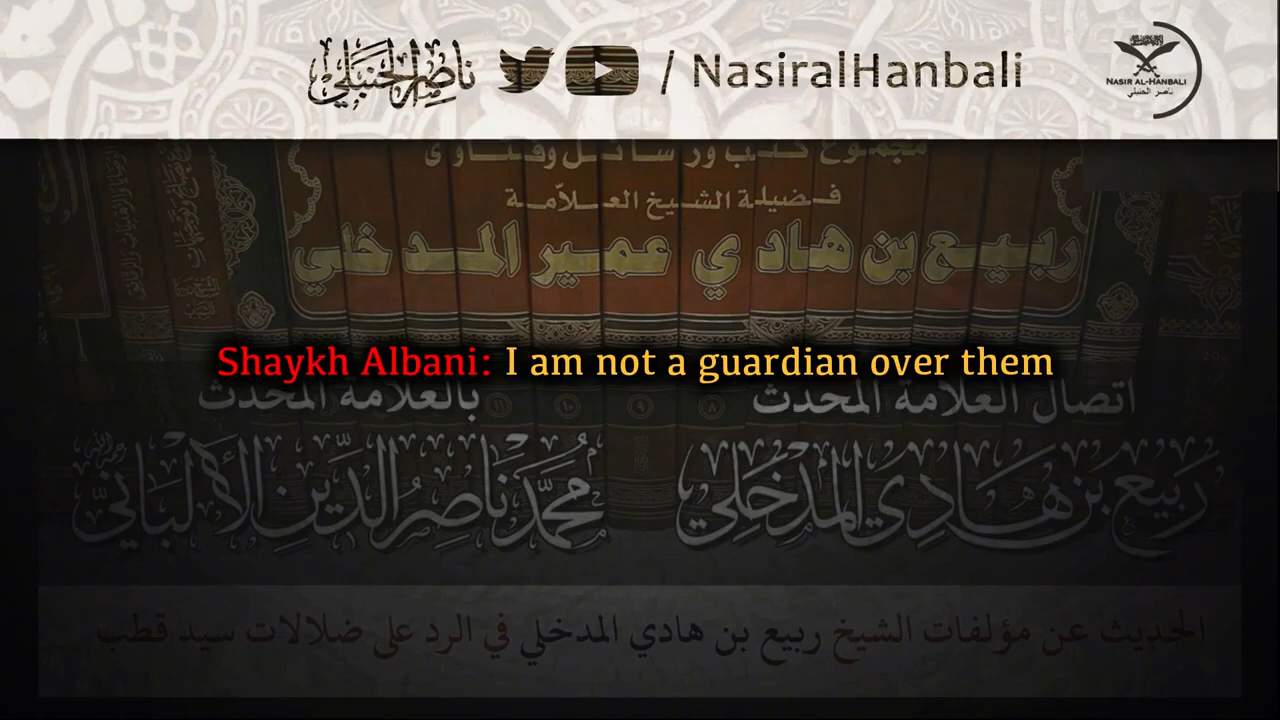 ناصر الحنبلي / NasiralHanbali
NASIR AL-HANBALI
ناصر الحنبلي
مجموع كتب ورسائل وفتاوى
فضيلة الشيخ العلّامة
ربيع بن هادي عمير المدخلي
Shaykh Albani: I am not a guardian over them
اتصال العلامة المحدث
ربيع بن هادي المدخلي
بالعلامة المحدث
محمد ناصر الدين الألباني
الحديث عن مؤلفات الشيخ ربيع بن هادي المدخلي في الرد على ضلالات سيد قطب